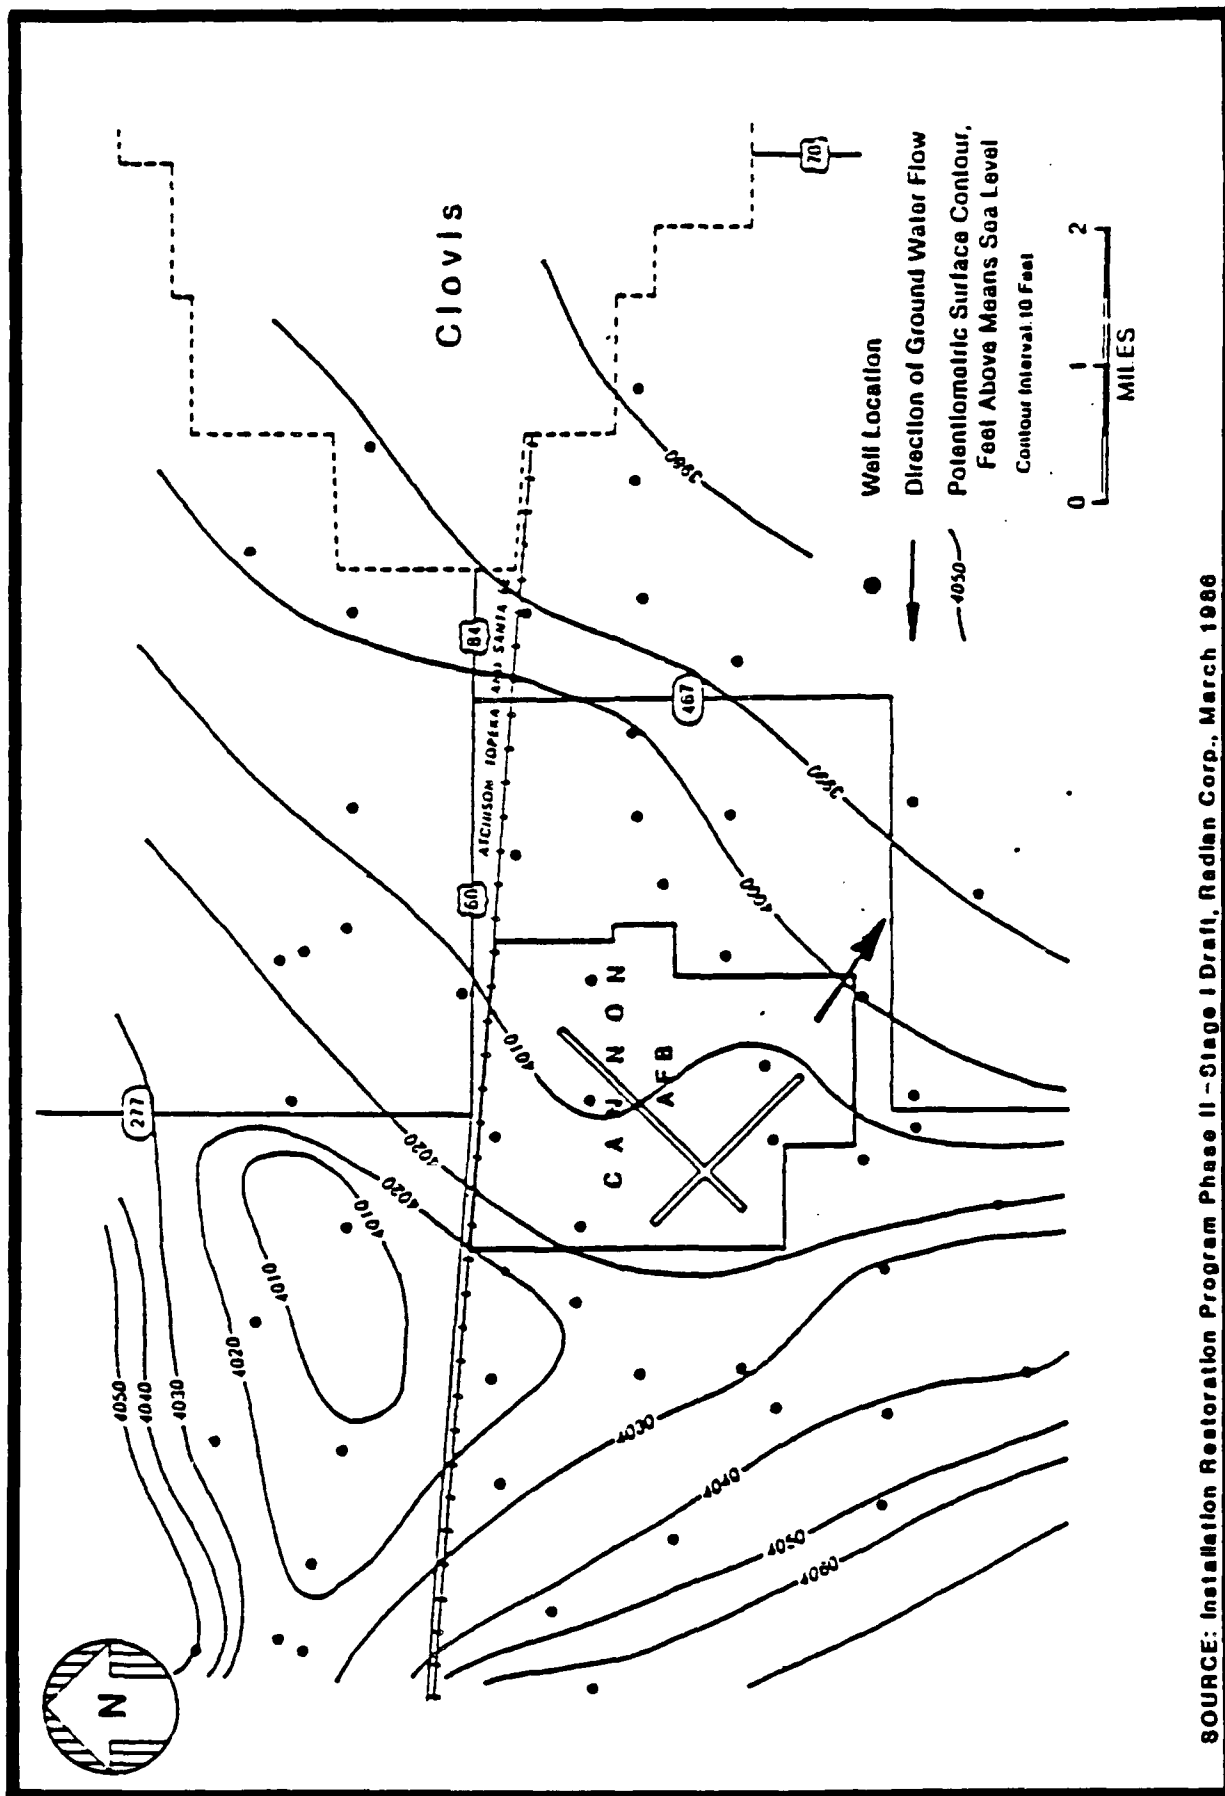 N
277
4050
4040
4030
4020
4010
4010
4020
4020
60
84
ATCHISON TOPEKA AND SANTA FE
Clovis
70
467
4010
CANNON
AFB
4000
3990
3980
4030
4040
4050
4060
Well Location
Direction of Ground Water Flow
4050
Potentiometric Surface Contour,
Feet Above Means Sea Level
Contour Interval 10 Feet
0 1 2
MILES
SOURCE: Installation Restoration Program Phase II - Stage I Draft, Radian Corp., March 1986